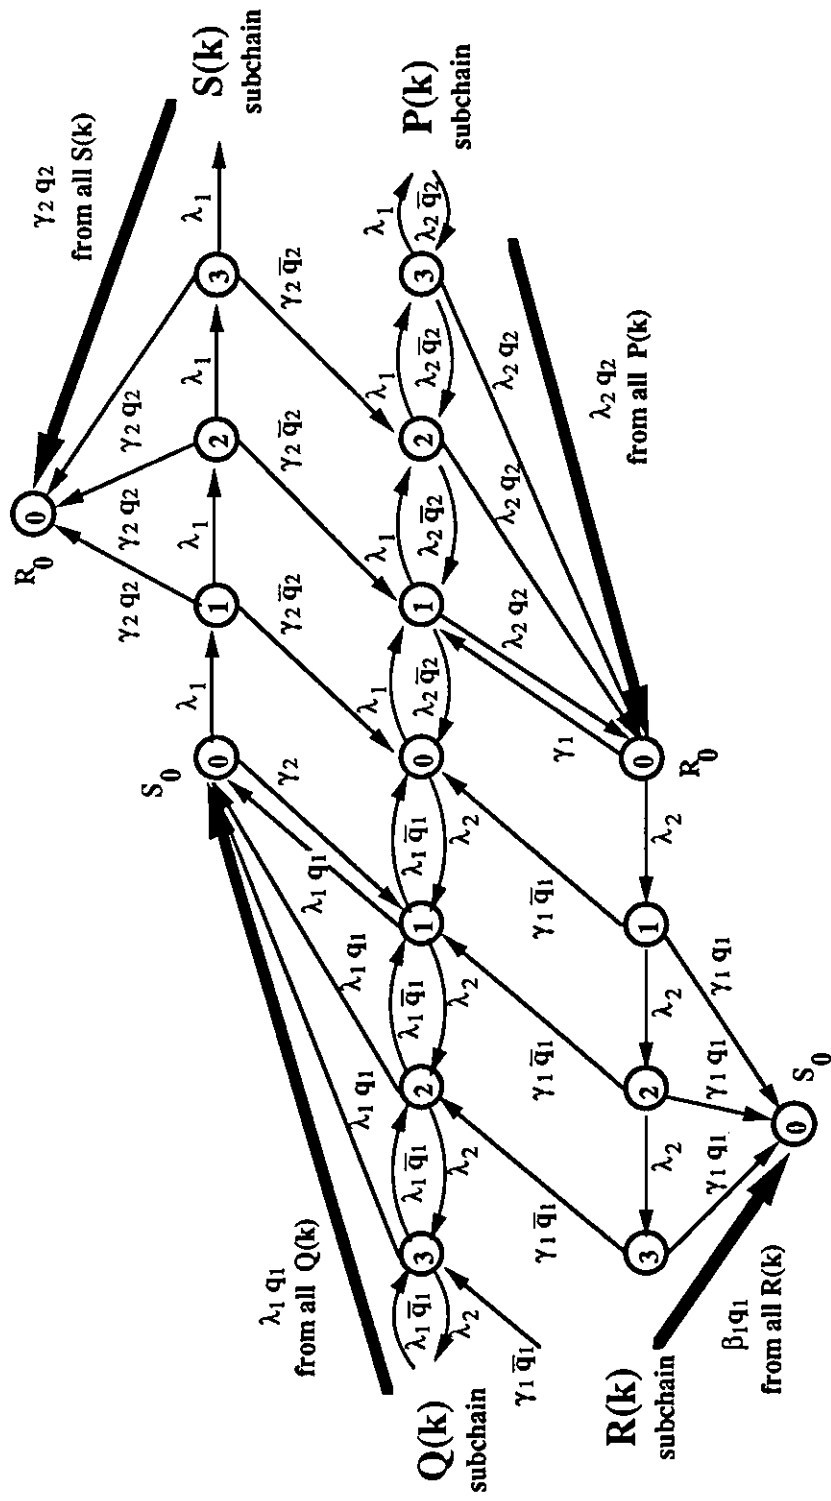 R₀
0
γ₂ q₂
from all S(k)
γ₂ q₂
γ₂ q₂
γ₂ q₂
S₀
λ₁
λ₁
λ₁
λ₁
0
1
2
3
S(k)
subchain
λ₁ q₁
from all Q(k)
γ₂
γ₂ q̄₂
γ₂ q̄₂
γ₂ q̄₂
λ₁ q₁
λ₁ q₁
λ₁ q₁
λ₁
λ₁
λ₁
λ₁
λ₁ q̄₁
λ₁ q̄₁
λ₁ q̄₁
λ₁ q̄₁
3
2
1
0
1
2
3
λ₂ q̄₂
λ₂ q̄₂
λ₂ q̄₂
λ₂ q̄₂
λ₂
λ₂
λ₂
λ₂
Q(k)
subchain
P(k)
subchain
γ₁ q̄₁
γ₁ q̄₁
γ₁ q̄₁
γ₁ q̄₁
γ₁
λ₂ q₂
λ₂ q₂
λ₂ q₂
λ₂ q₂
from all P(k)
R(k)
subchain
3
2
1
0
λ₂
λ₂
λ₂
R₀
γ₁ q₁
γ₁ q₁
γ₁ q₁
β₁q₁
from all R(k)
0
S₀